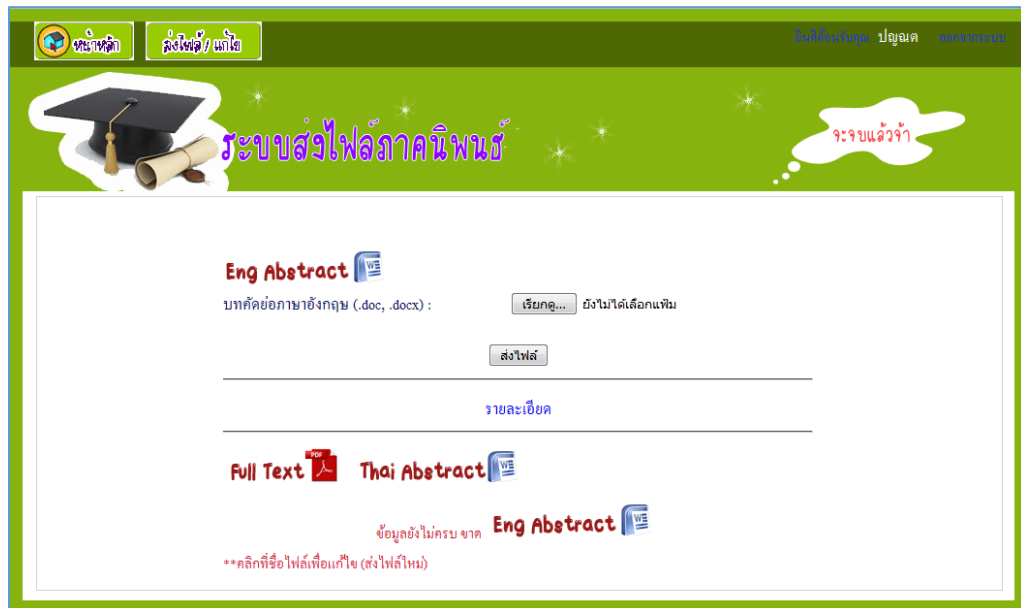 หน้าหลัก ส่งไฟล์ / แก้ไข ยินดีต้อนรับคุณ ปญณต ออกจากระบบ
ระบบส่งไฟล์ภาคนิพนธ์
จะจบแล้วจ้า
Eng Abstract
บทคัดย่อภาษาอังกฤษ (.doc, .docx) : เรียกดู... ยังไม่ได้เลือกแฟ้ม
ส่งไฟล์
รายละเอียด
Full Text PDF Thai Abstract
ข้อมูลยังไม่ครบ ขาด Eng Abstract
**คลิกที่ชื่อไฟล์เพื่อแก้ไข (ส่งไฟล์ใหม่)